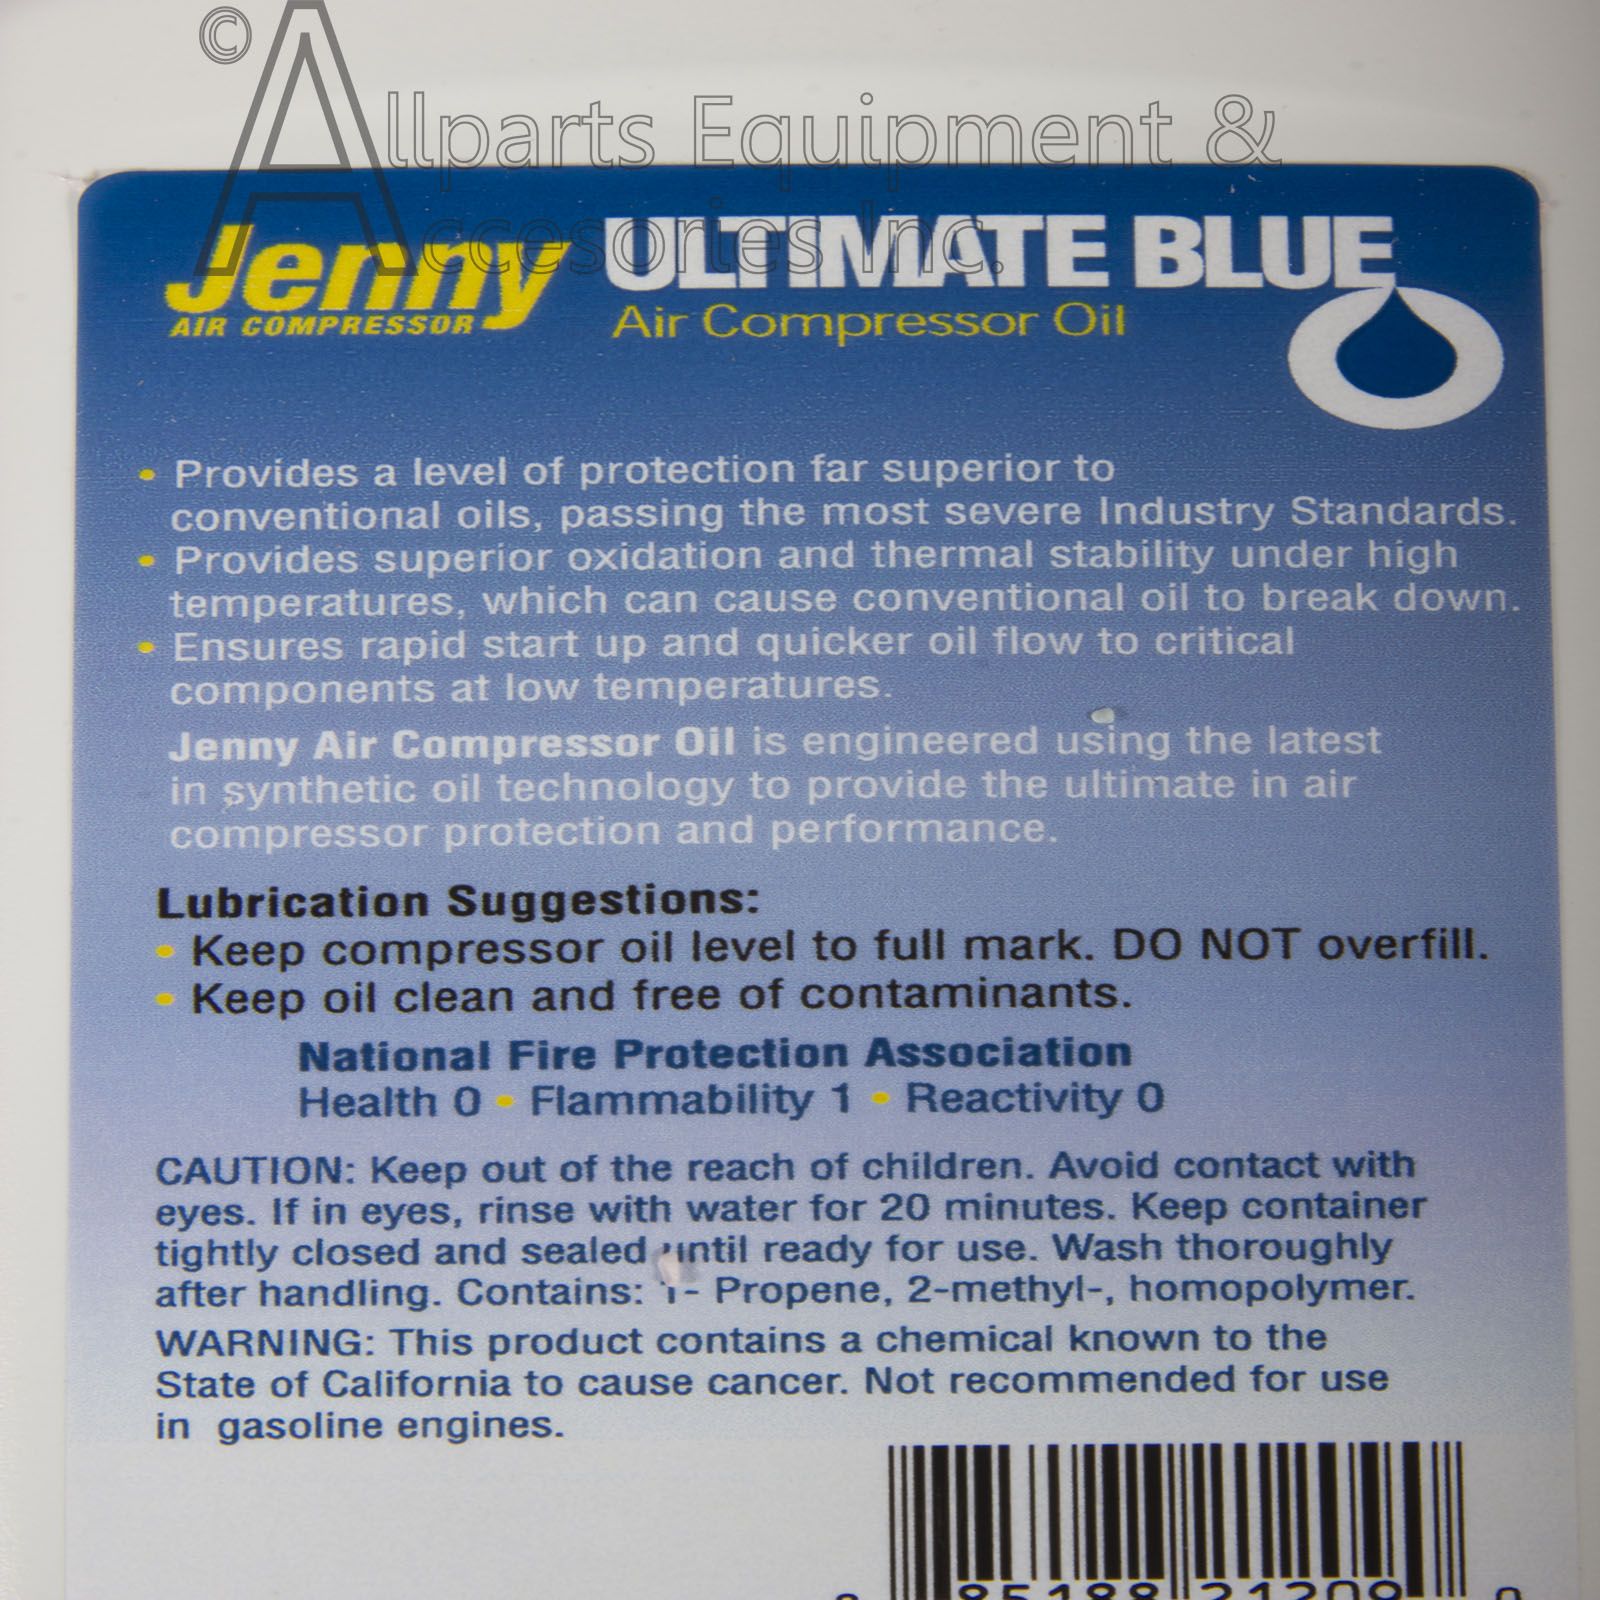 ©Allparts Equipment &
Accesories Inc.
Jenny ULTIMATE BLUE
AIR COMPRESSOR Air Compressor Oil
• Provides a level of protection far superior to
conventional oils, passing the most severe Industry Standards.
• Provides superior oxidation and thermal stability under high
temperatures, which can cause conventional oil to break down.
• Ensures rapid start up and quicker oil flow to critical
components at low temperatures.
Jenny Air Compressor Oil is engineered using the latest
in synthetic oil technology to provide the ultimate in air
compressor protection and performance.
Lubrication Suggestions:
• Keep compressor oil level to full mark. DO NOT overfill.
• Keep oil clean and free of contaminants.
National Fire Protection Association
Health 0 • Flammability 1 • Reactivity 0
CAUTION: Keep out of the reach of children. Avoid contact with
eyes. If in eyes, rinse with water for 20 minutes. Keep container
tightly closed and sealed until ready for use. Wash thoroughly
after handling. Contains: 1- Propene, 2-methyl-, homopolymer.
WARNING: This product contains a chemical known to the
State of California to cause cancer. Not recommended for use
in gasoline engines.
85188 21209